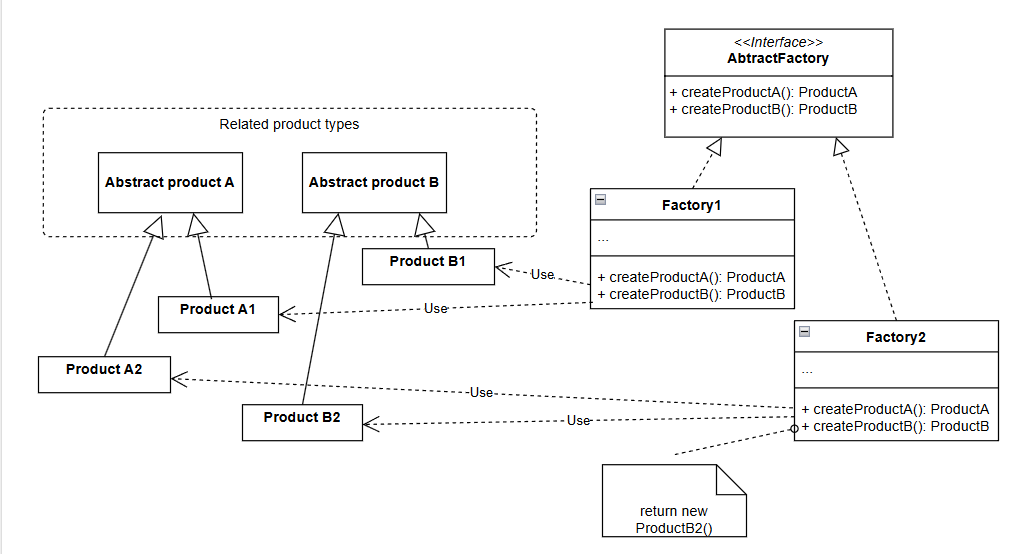 <<Interface>>
AbtractFactory
+ createProductA(): ProductA
+ createProductB(): ProductB
Related product types
Abstract product A
Abstract product B
Factory1
...
+ createProductA(): ProductA
+ createProductB(): ProductB
Product B1
Use
Product A1
Use
Factory2
...
+ createProductA(): ProductA
+ createProductB(): ProductB
Product A2
Use
Product B2
Use
return new
ProductB2()